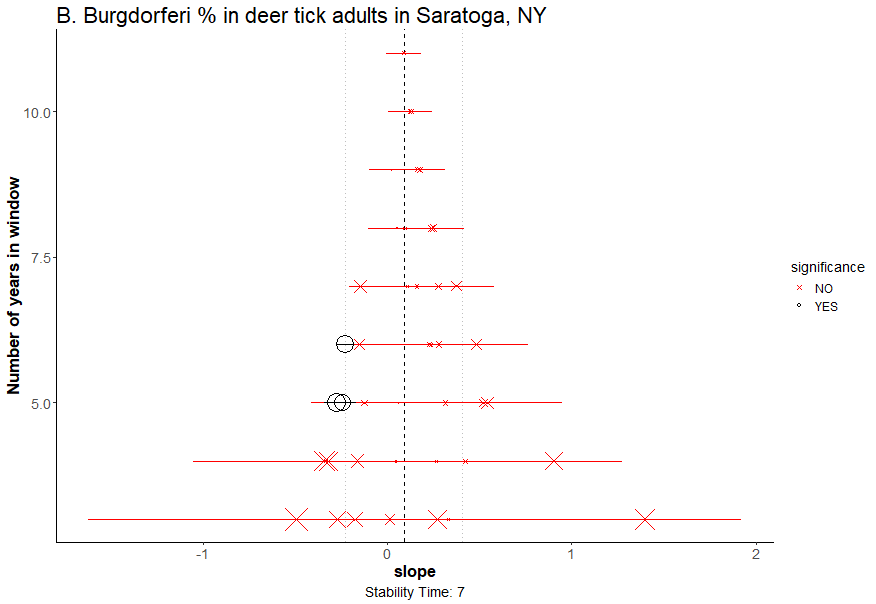 B. Burgdorferi % in deer tick adults in Saratoga, NY
Number of years in window
10.0
7.5
5.0
-1
0
1
2
slope
Stability Time: 7
significance
NO
YES